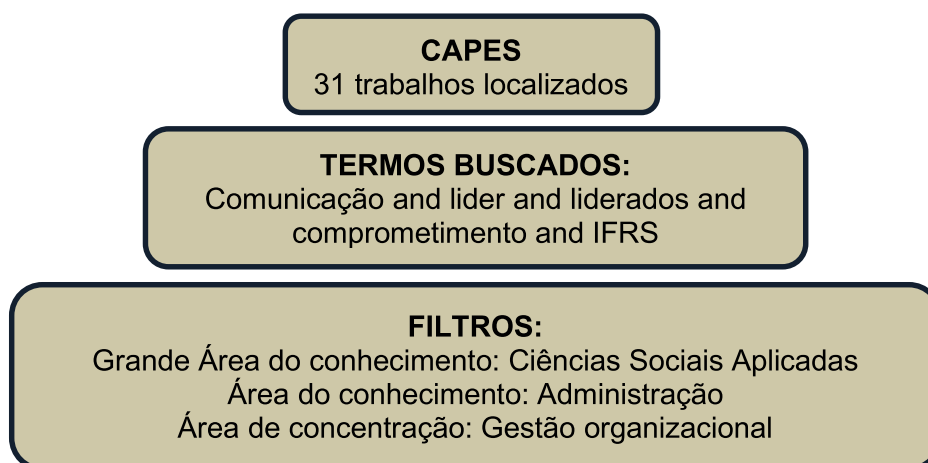 CAPES
31 trabalhos localizados
TERMOS BUSCADOS:
Comunicação and lider and liderados and
comprometimento and IFRS
FILTROS:
Grande Área do conhecimento: Ciências Sociais Aplicadas
Área do conhecimento: Administração
Área de concentração: Gestão organizacional